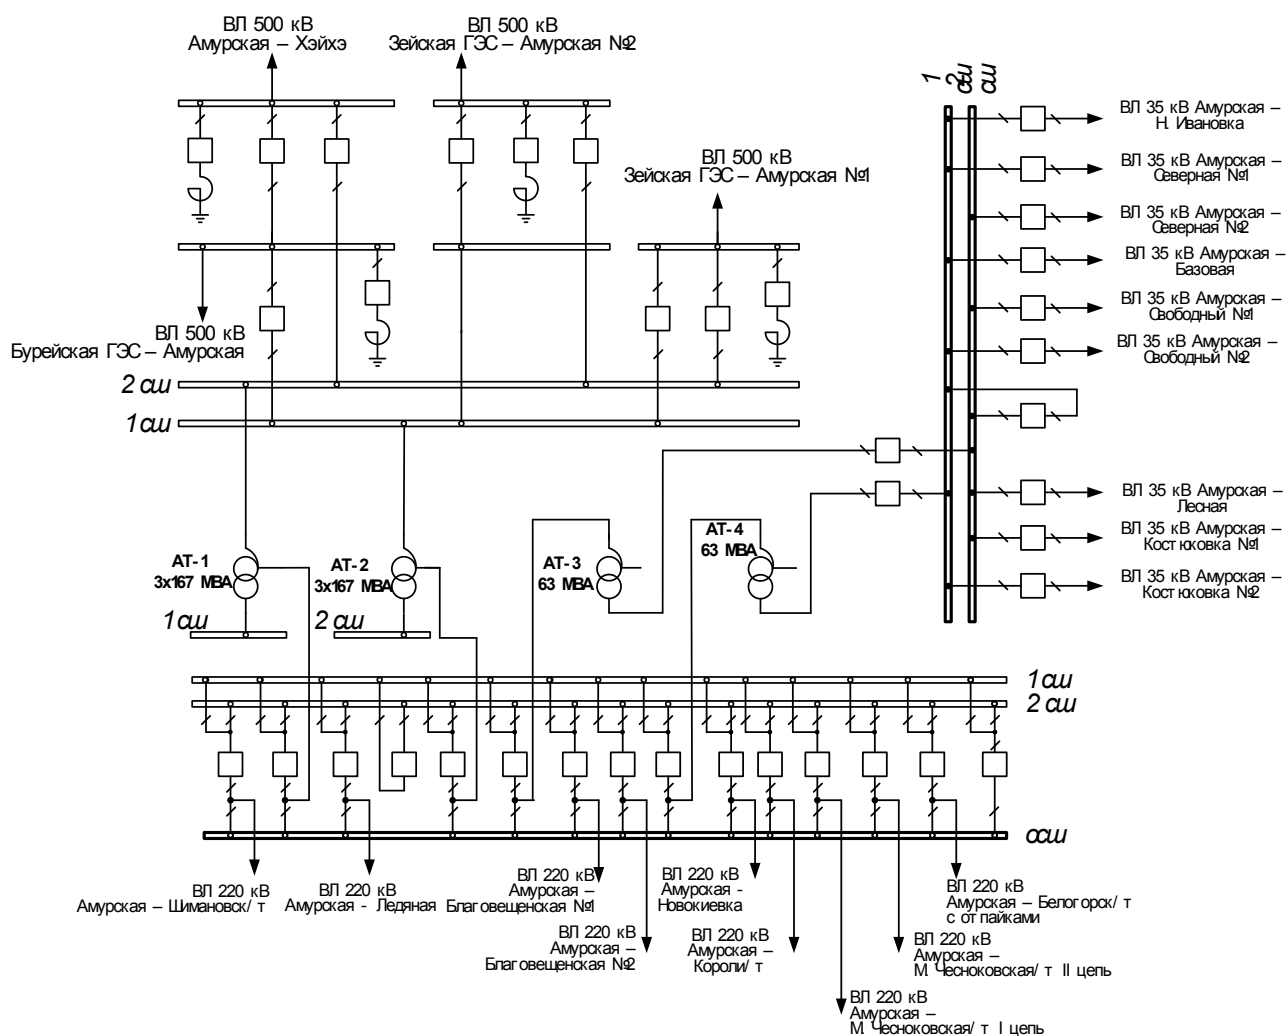 ВЛ 500 кВ
Амурская – Хэйхэ
ВЛ 500 кВ
Зейская ГЭС – Амурская №2
ВЛ 500 кВ
Зейская ГЭС – Амурская №1
ВЛ 500 кВ
Бурейская ГЭС – Амурская
2 сш
1 сш
1 сш
2 сш
ВЛ 35 кВ Амурская –
Н. Ивановка
ВЛ 35 кВ Амурская –
Северная №1
ВЛ 35 кВ Амурская –
Северная №2
ВЛ 35 кВ Амурская –
Базовая
ВЛ 35 кВ Амурская –
Свободный №1
ВЛ 35 кВ Амурская –
Свободный №2
ВЛ 35 кВ Амурская –
Лесная
ВЛ 35 кВ Амурская –
Костюковка №1
ВЛ 35 кВ Амурская –
Костюковка №2
АТ-1
3х167 МВА
АТ-2
3х167 МВА
АТ-3
63 МВА
АТ-4
63 МВА
1 сш
2 сш
1 сш
2 сш
осш
ВЛ 220 кВ
Амурская – Шимановск/т
ВЛ 220 кВ
Амурская - Ледяная
ВЛ 220 кВ
Амурская –
Благовещенская №1
ВЛ 220 кВ
Амурская –
Благовещенская №2
ВЛ 220 кВ
Амурская -
Новокиевка
ВЛ 220 кВ
Амурская –
Короли/т
ВЛ 220 кВ
Амурская –
М. Чесноковская/т I цепь
ВЛ 220 кВ
Амурская –
М. Чесноковская/т II цепь
ВЛ 220 кВ
Амурская – Белогорск/т
с отпайками